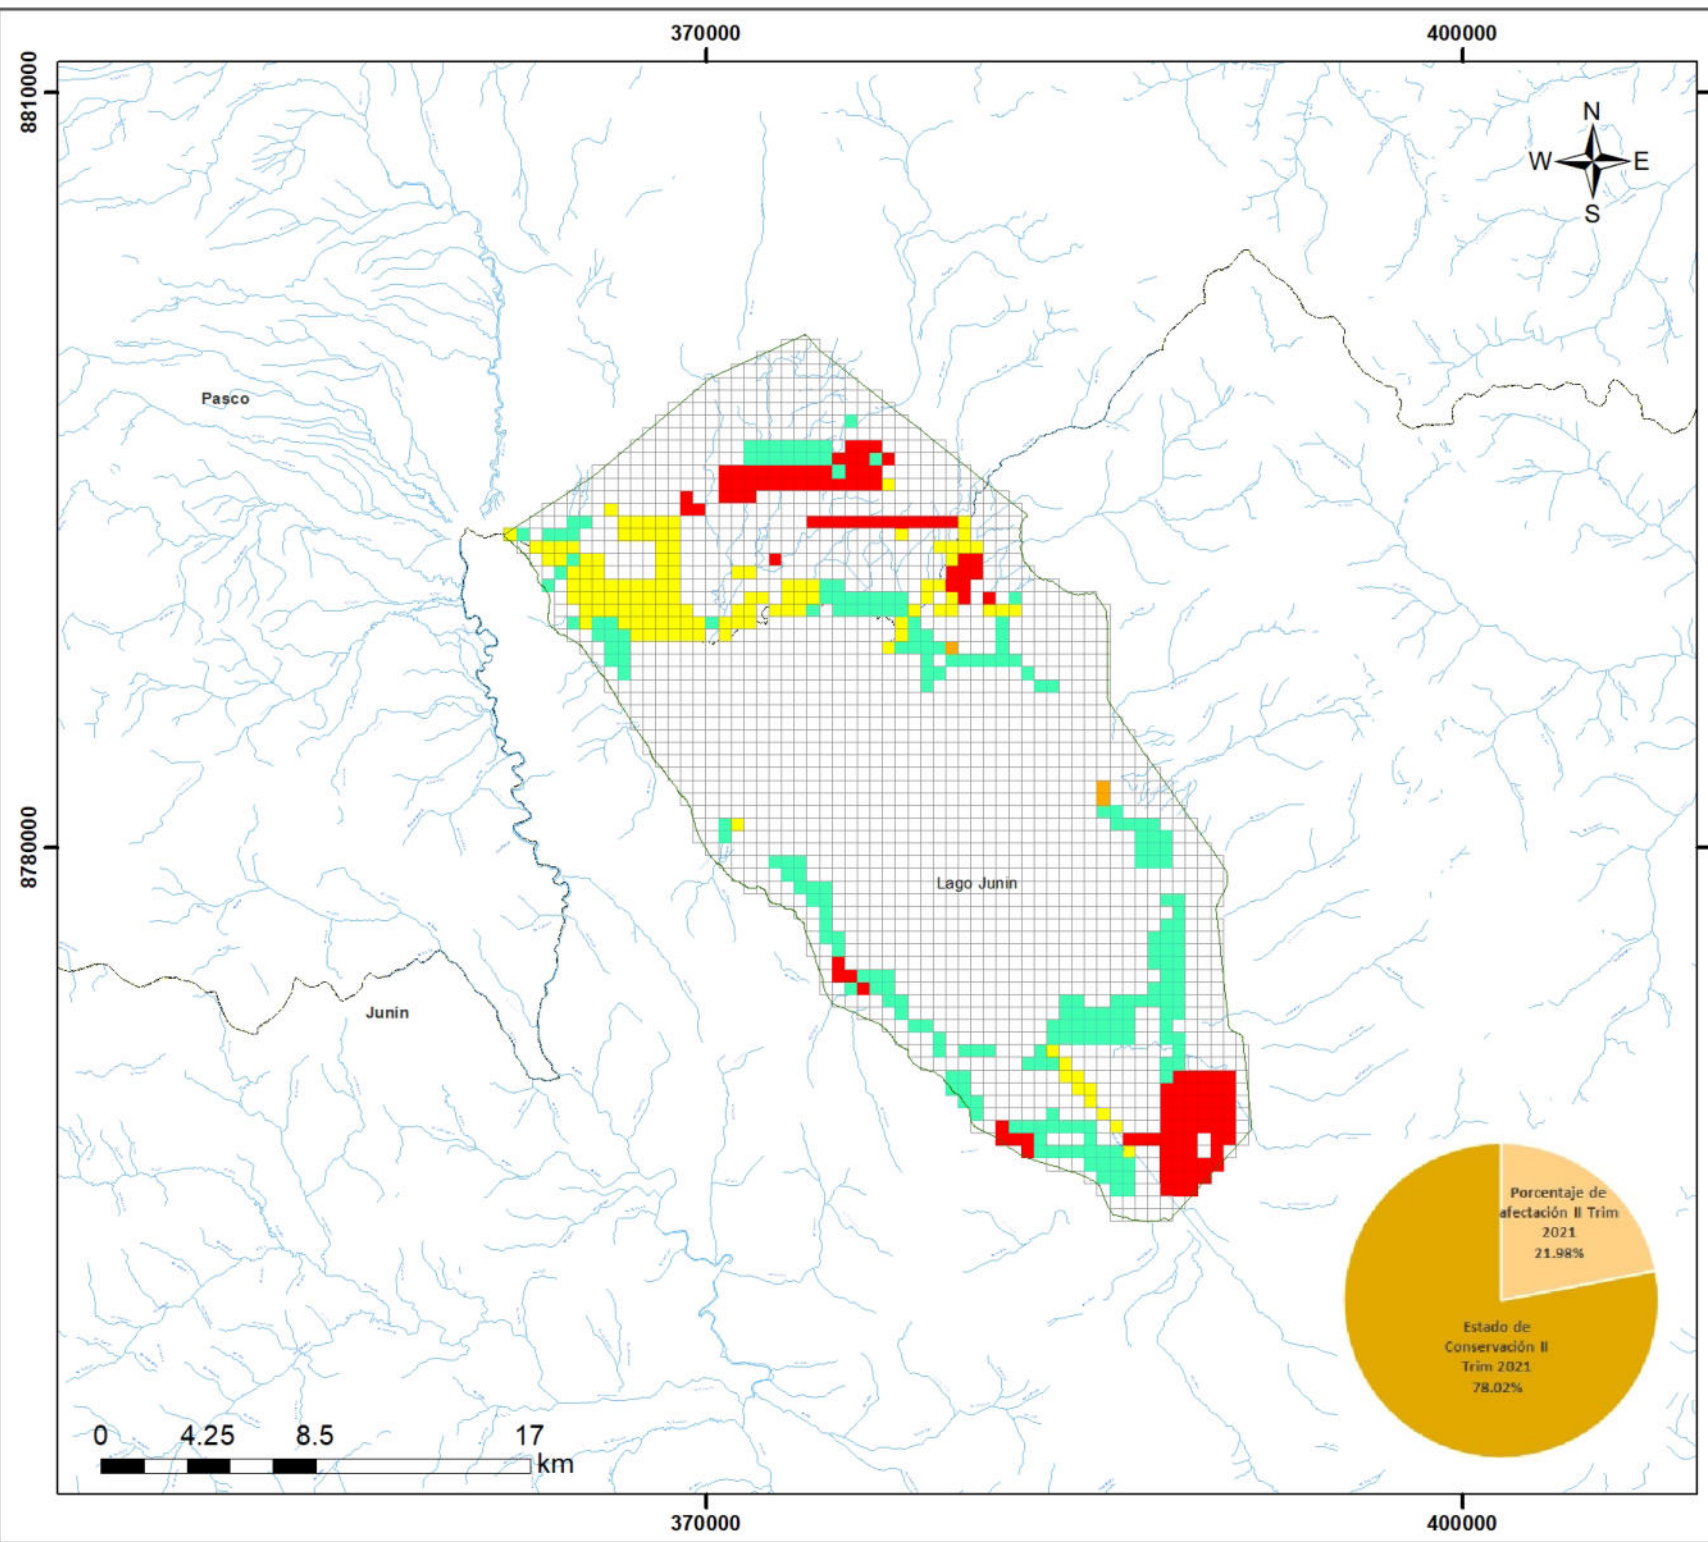 370000
400000
8810000
N
W
E
S
Pasco
8780000
Lago Junin
Junin
Porcentaje de
afectación II Trim
2021
21.98%
Estado de
Conservación II
Trim 2021
78.02%
0
4.25
8.5
17
km
370000
400000